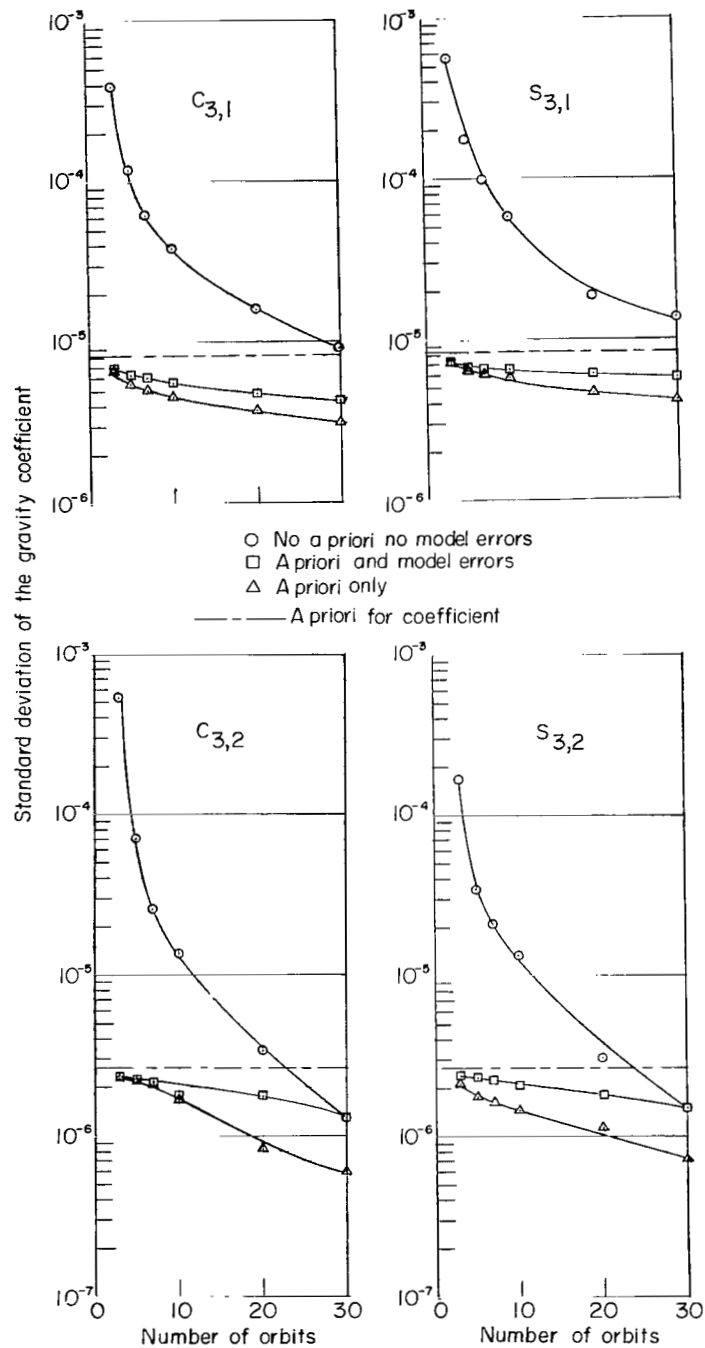 Standard deviation of the gravity coefficient
10⁻³
10⁻⁴
10⁻⁵
10⁻⁶
C₃,₁
10⁻³
10⁻⁴
10⁻⁵
10⁻⁶
S₃,₁
No a priori no model errors
A priori and model errors
A priori only
A priori for coefficient
10⁻³
10⁻⁴
10⁻⁵
10⁻⁶
10⁻⁷
C₃,₂
0 10 20 30
Number of orbits
10⁻³
10⁻⁴
10⁻⁵
10⁻⁶
10⁻⁷
S₃,₂
0 10 20 30
Number of orbits